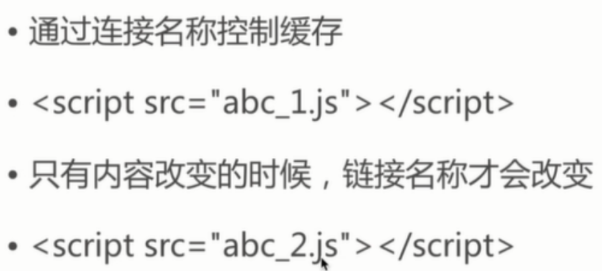 • 通过连接名称控制缓存
• <script src="abc_1.js"></script>
• 只有内容改变的时候，链接名称才会改变
• <script src="abc_2.js"></script>